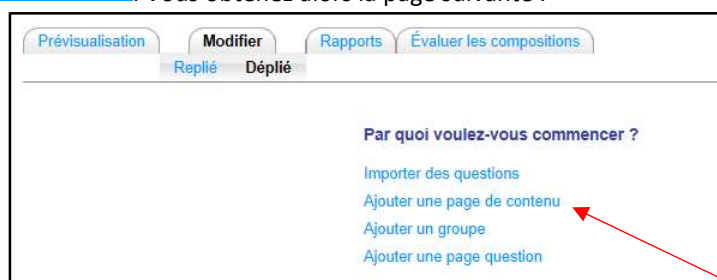 . Vous obtenez alors la page suivante :
Prévisualisation Modifier Rapports Évaluer les compositions
Replié Déplié
Par quoi voulez-vous commencer ?
Importer des questions
Ajouter une page de contenu
Ajouter un groupe
Ajouter une page question